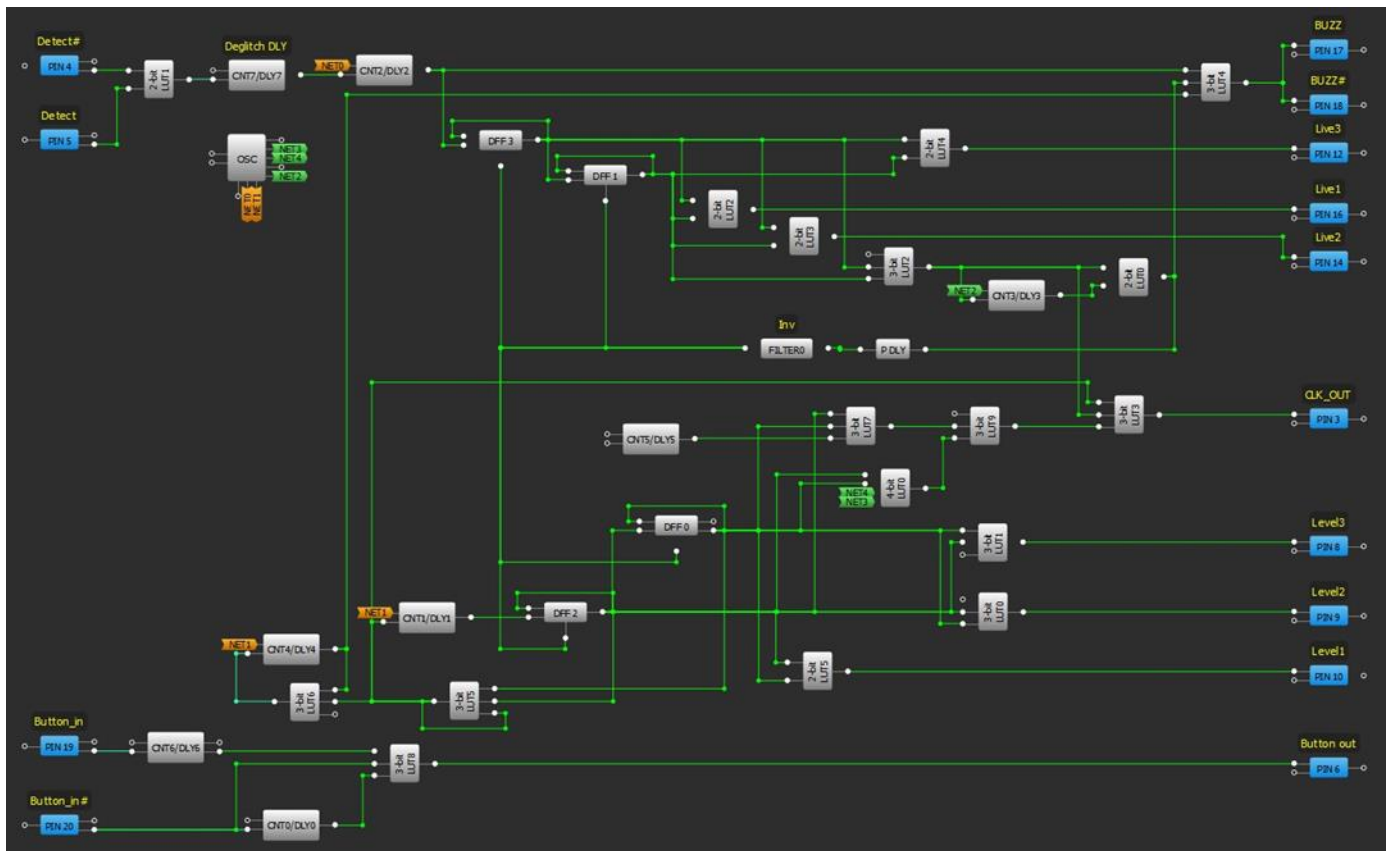 Detect#
PIN 4
2-bit
LUT1
Deglitch DLY
CNT7/DLY7
NET0
CNT2/DLY2
3-bit
LUT4
BUZZ
PIN 17
BUZZ#
PIN 18
Detect
PIN 5
OSC
NET3
NET4
NET2
NET0
NET1
DFF 3
DFF 1
2-bit
LUT4
Live3
PIN 12
2-bit
LUT2
Live1
PIN 16
2-bit
LUT3
Live2
PIN 14
3-bit
LUT2
NET2
CNT3/DLY3
2-bit
LUT0
Inv
FILTER0
P DLY
CLK_OUT
PIN 3
3-bit
LUT3
3-bit
LUT7
3-bit
LUT9
CNT5/DLY5
NET4
NET3
4-bit
LUT0
DFF 0
3-bit
LUT1
Level3
PIN 8
NET1
CNT1/DLY1
DFF 2
3-bit
LUT0
Level2
PIN 9
NET1
CNT4/DLY4
2-bit
LUT5
Level1
PIN 10
3-bit
LUT6
3-bit
LUT5
Button_in
PIN 19
CNT6/DLY6
3-bit
LUT8
Button out
PIN 6
Button_in#
PIN 20
CNT0/DLY0